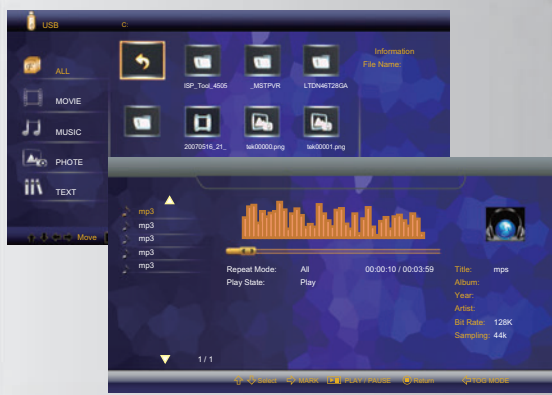 USB
C:
ALL
MOVIE
MUSIC
PHOTE
TEXT
Move
ISP_Tool_4505
_MSTPVR
LTDN46T28GA
20070516_21_
tek00000.png
tek00001.png
Information
File Name:
mp3
mp3
mp3
mp3
mp3
Repeat Mode: All 00:00:10 / 00:03:59
Play State: Play
Title: mps
Album:
Year:
Artist:
Bit Rate: 128K
Sampling: 44k
1 / 1
Select MARK PLAY / PAUSE Return TOG MODE